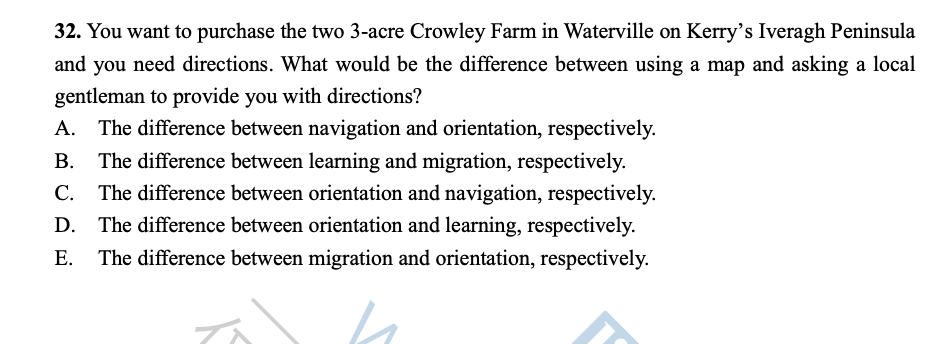 32. You want to purchase the two 3-acre Crowley Farm in Waterville on Kerry's Iveragh Peninsula
and you need directions. What would be the difference between using a map and asking a local
gentleman to provide you with directions?
A. The difference between navigation and orientation, respectively.
B. The difference between learning and migration, respectively.
C. The difference between orientation and navigation, respectively.
D. The difference between orientation and learning, respectively.
E. The difference between migration and orientation, respectively.